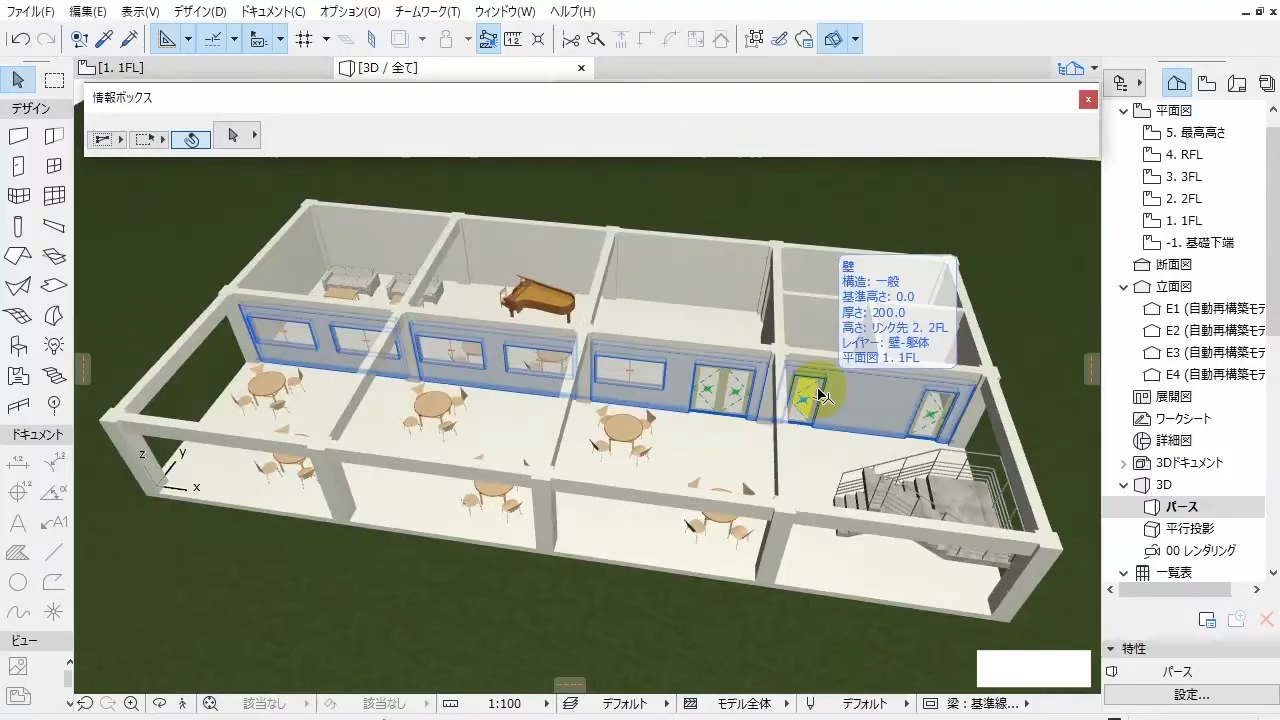 ファイル(F) 編集(E) 表示(V) デザイン(D) ドキュメント(C) オプション(O) チームワーク(T) ウィンドウ(W) ヘルプ(H)
[1. 1FL]
[3D / 全て]
情報ボックス
デザイン
ドキュメント
ビュー
壁
構造: 一般
基準高さ: 0.0
厚さ: 200.0
高さ: リンク先 2. 2FL
レイヤー: 壁-躯体
平面図 1. 1FL
z
y
x
平面図
5. 最高高さ
4. RFL
3. 3FL
2. 2FL
1. 1FL
-1. 基礎下端
断面図
立面図
E1 (自動再構築モデ
E2 (自動再構築モデ
E3 (自動再構築モデ
E4 (自動再構築モデ
展開図
ワークシート
詳細図
3Dドキュメント
3D
パース
平行投影
00 レンダリング
一覧表
特性
パース
設定...
該当なし
該当なし
1:100
デフォルト
モデル全体
デフォルト
梁：基準線...